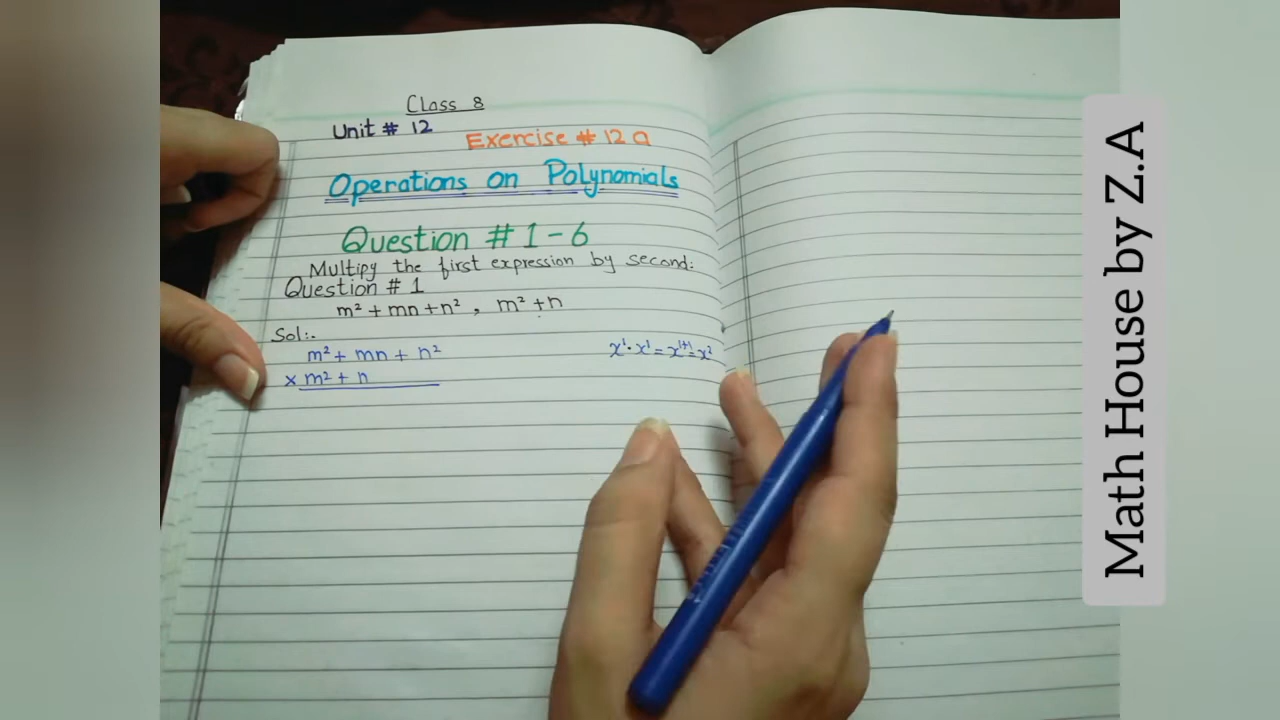 Class 8
Unit # 12
Exercise # 12 a
Operations on Polynomials
Question # 1 - 6
Multipy the first expression by second:
Question # 1
m² + mn + n² , m² + n
Sol:-
m² + mn + n²
x¹ · x¹ = x¹⁺¹ = x²
× m² + n
Math House by Z.A